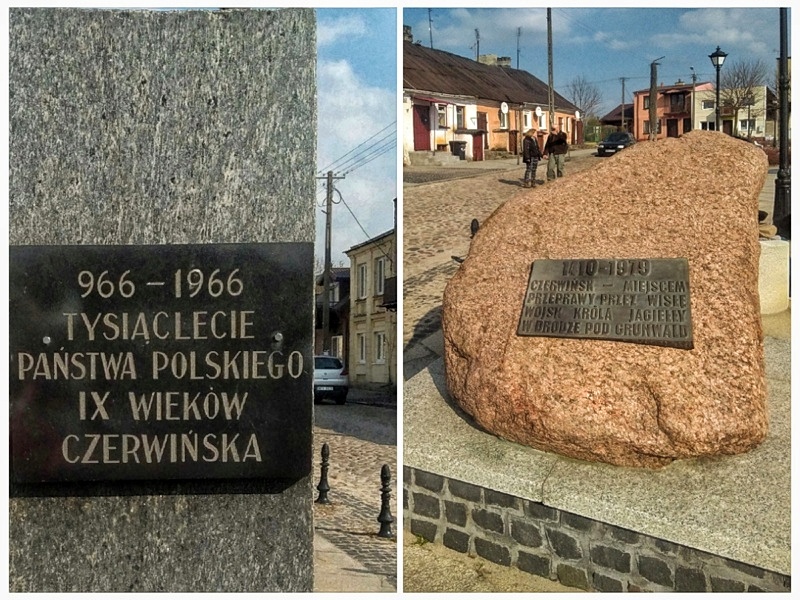 966 – 1966
TYSIĄCLECIE
PAŃSTWA POLSKIEGO
IX WIEKÓW
CZERWIŃSKA
1410–1979
CZERWIŃSK – MIEJSCEM
PRZEPRAWY PRZEZ WISŁĘ
WOJSK KRÓLA JAGIEŁŁY
W DRODZE POD GRUNWALD